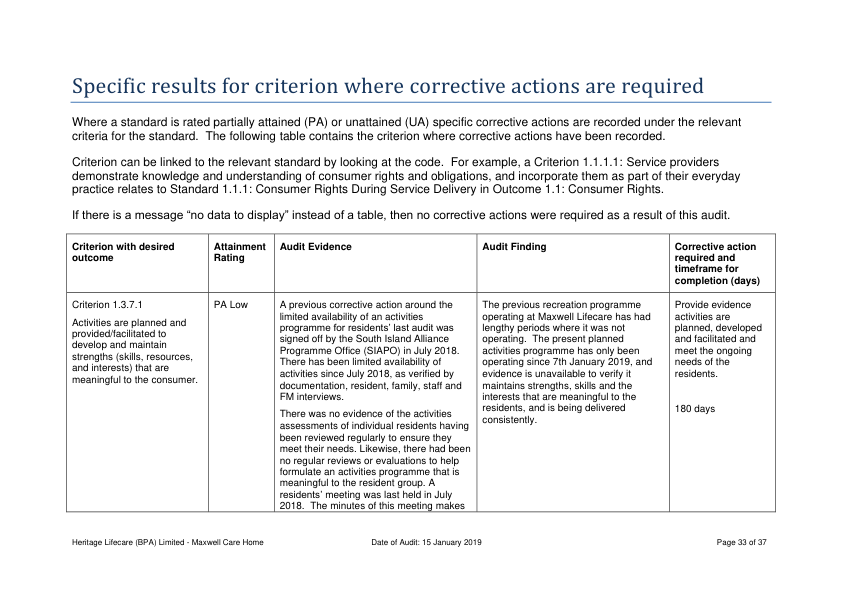 Specific results for criterion where corrective actions are required
Where a standard is rated partially attained (PA) or unattained (UA) specific corrective actions are recorded under the relevant
criteria for the standard.  The following table contains the criterion where corrective actions have been recorded.
Criterion can be linked to the relevant standard by looking at the code.  For example, a Criterion 1.1.1.1: Service providers
demonstrate knowledge and understanding of consumer rights and obligations, and incorporate them as part of their everyday
practice relates to Standard 1.1.1: Consumer Rights During Service Delivery in Outcome 1.1: Consumer Rights.
If there is a message “no data to display” instead of a table, then no corrective actions were required as a result of this audit.
Criterion with desired
outcome
Attainment
Rating
Audit Evidence
Audit Finding
Corrective action
required and
timeframe for
completion (days)
Criterion 1.3.7.1
Activities are planned and
provided/facilitated to
develop and maintain
strengths (skills, resources,
and interests) that are
meaningful to the consumer.
PA Low
A previous corrective action around the
limited availability of an activities
programme for residents’ last audit was
signed off by the South Island Alliance
Programme Office (SIAPO) in July 2018.
There has been limited availability of
activities since July 2018, as verified by
documentation, resident, family, staff and
FM interviews.
There was no evidence of the activities
assessments of individual residents having
been reviewed regularly to ensure they
meet their needs. Likewise, there had been
no regular reviews or evaluations to help
formulate an activities programme that is
meaningful to the resident group. A
residents’ meeting was last held in July
2018.  The minutes of this meeting makes
The previous recreation programme
operating at Maxwell Lifecare has had
lengthy periods where it was not
operating.  The present planned
activities programme has only been
operating since 7th January 2019, and
evidence is unavailable to verify it
maintains strengths, skills and the
interests that are meaningful to the
residents, and is being delivered
consistently.
Provide evidence
activities are
planned, developed
and facilitated and
meet the ongoing
needs of the
residents.
180 days
Heritage Lifecare (BPA) Limited - Maxwell Care Home
Date of Audit: 15 January 2019
Page 33 of 37